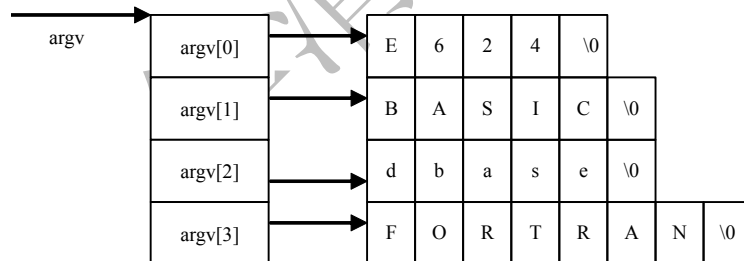 argv
argv[0] E 6 2 4 \0
argv[1] B A S I C \0
argv[2] d b a s e \0
argv[3] F O R T R A N \0